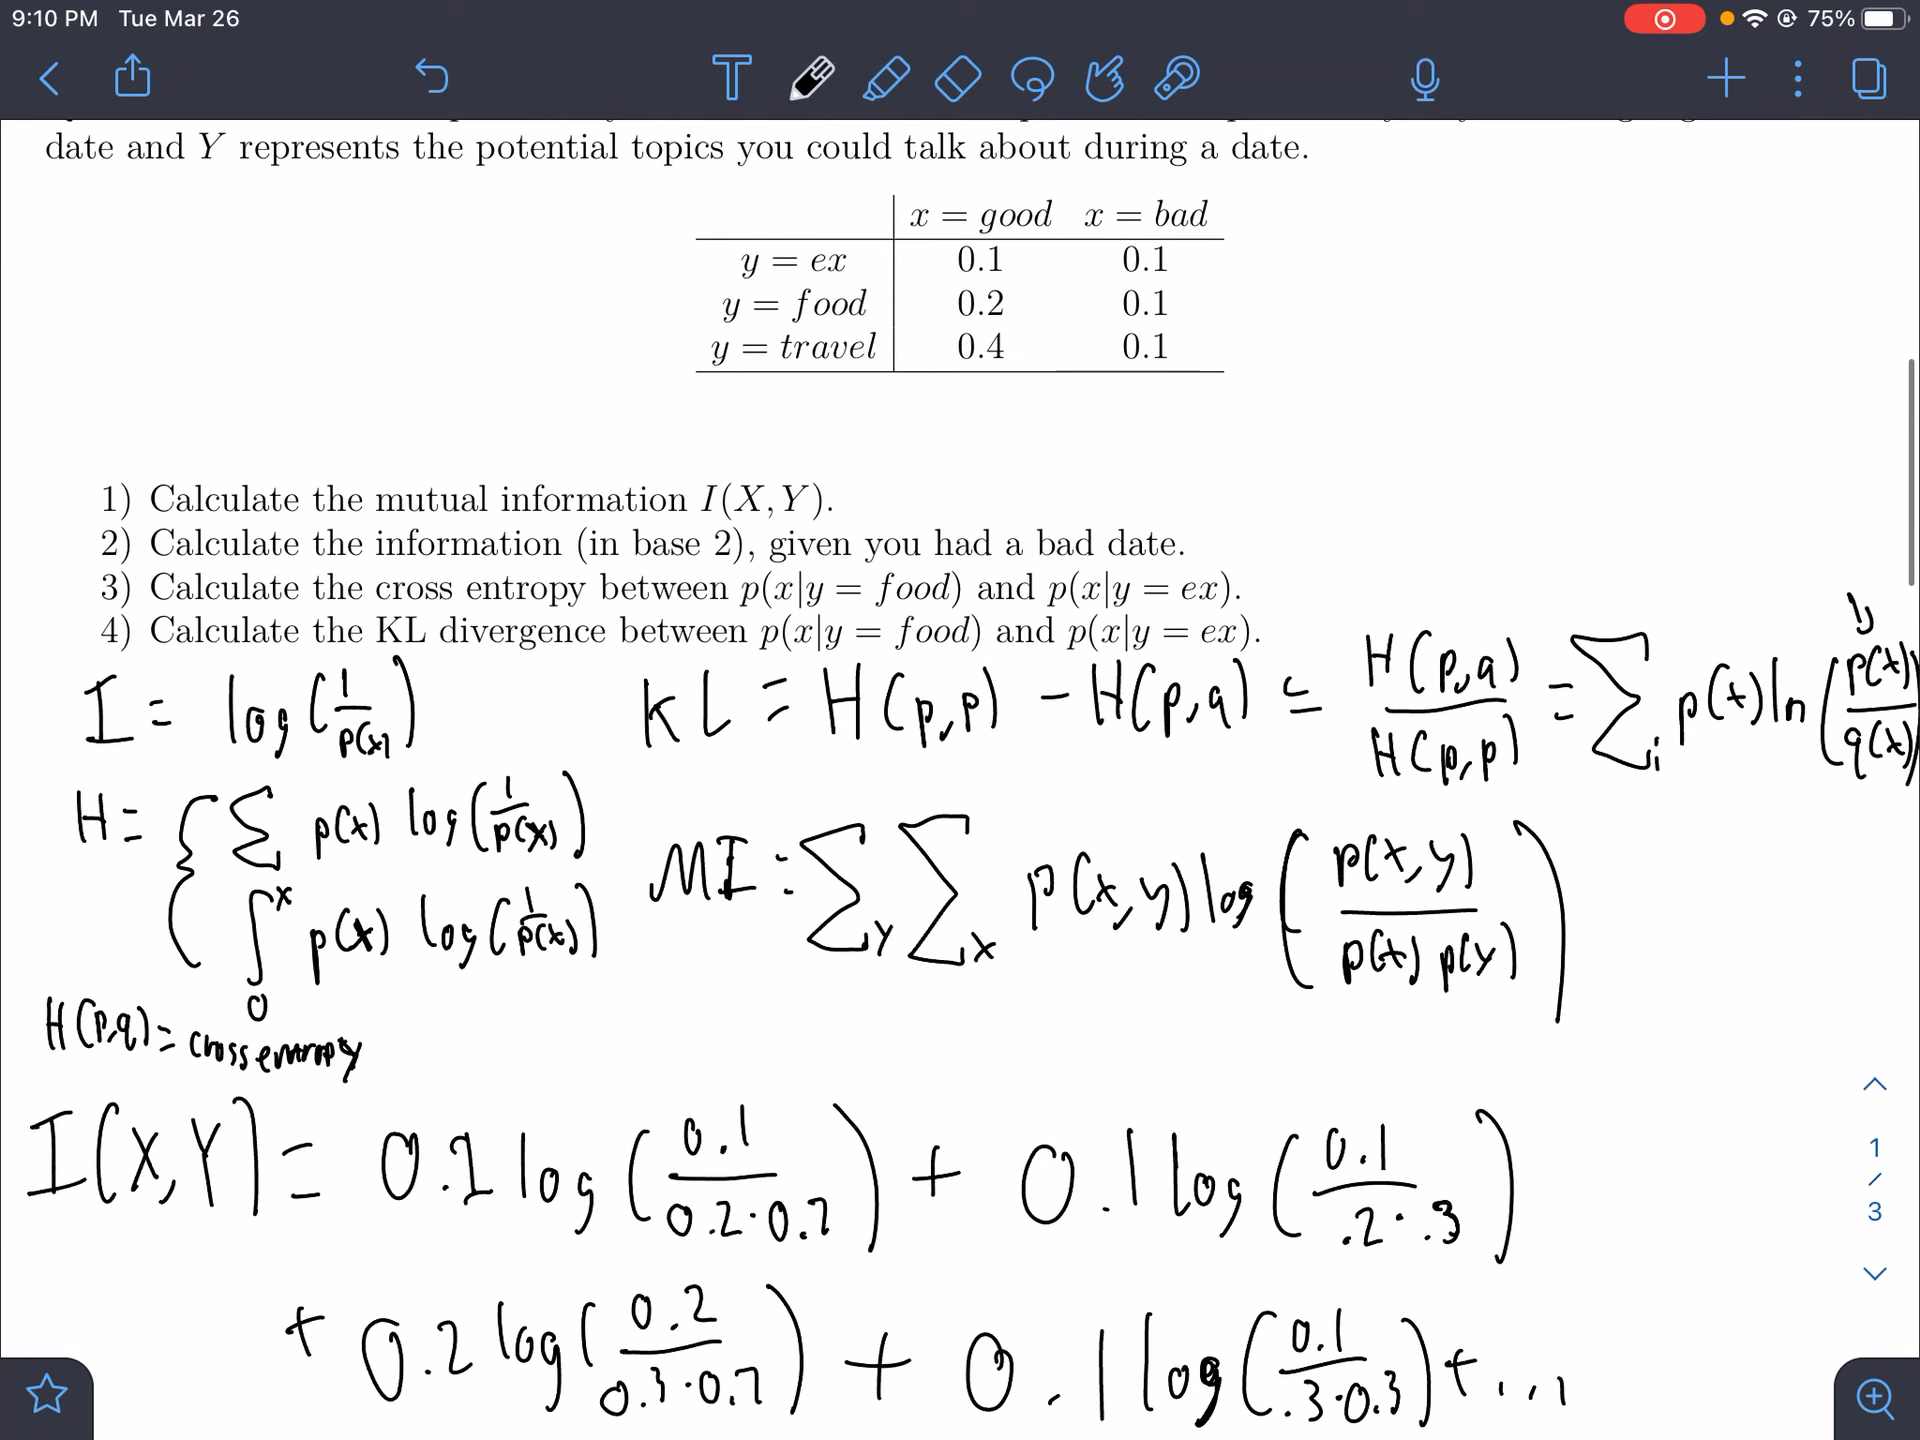 9:10 PM Tue Mar 26 75%
date and Y represents the potential topics you could talk about during a date.
x = good x = bad
y = ex 0.1 0.1
y = food 0.2 0.1
y = travel 0.4 0.1
1) Calculate the mutual information I(X, Y).
2) Calculate the information (in base 2), given you had a bad date.
3) Calculate the cross entropy between p(x|y = food) and p(x|y = ex).
4) Calculate the KL divergence between p(x|y = food) and p(x|y = ex).
I = log(1/p(x))
KL = H(p,p) - H(p,q) = H(p,q)/H(p,p) = ∑i p(x) ln(p(x)/q(x))
H = { ∑ p(x) log(1/p(x))
∫0^x p(x) log(1/p(x))
MI = ∑Y ∑X p(x,y) log(p(x,y)/p(x)p(y))
H(p,q) = cross entropy
I(X,Y) = 0.1 log(0.1/0.2·0.7) + 0.1 log(0.1/.2·.3)
+ 0.2 log(0.2/0.3·0.7) + 0.1 log(0.1/.3·0.3) + ...
1
/
3